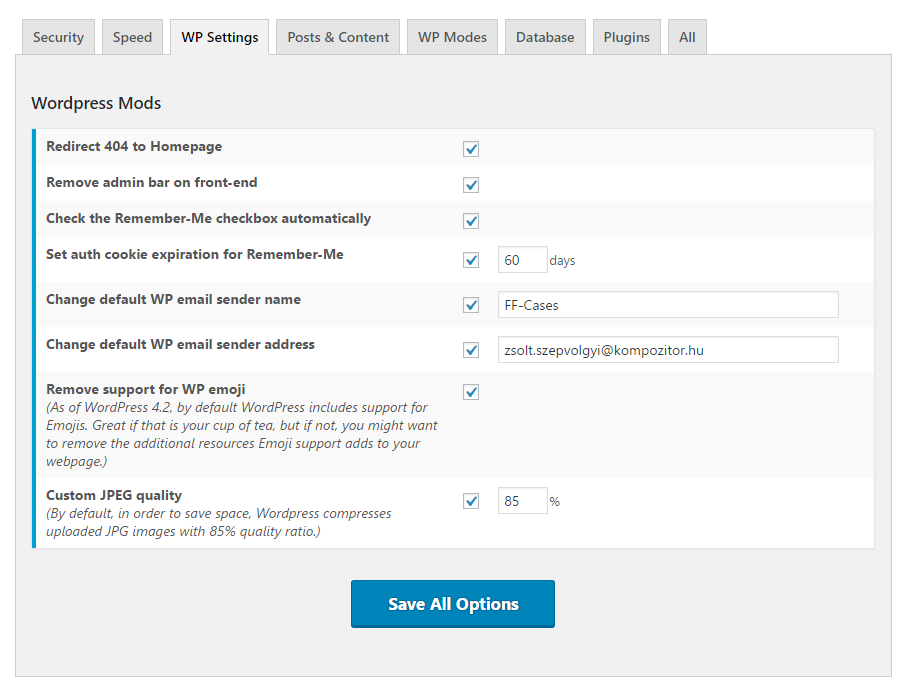 Security Speed WP Settings Posts & Content WP Modes Database Plugins All
Wordpress Mods
Redirect 404 to Homepage
Remove admin bar on front-end
Check the Remember-Me checkbox automatically
Set auth cookie expiration for Remember-Me 60 days
Change default WP email sender name FF-Cases
Change default WP email sender address zsolt.szepvolgyi@kompozitor.hu
Remove support for WP emoji
(As of WordPress 4.2, by default WordPress includes support for
Emojis. Great if that is your cup of tea, but if not, you might want
to remove the additional resources Emoji support adds to your
webpage.)
Custom JPEG quality 85 %
(By default, in order to save space, Wordpress compresses
uploaded JPG images with 85% quality ratio.)
Save All Options